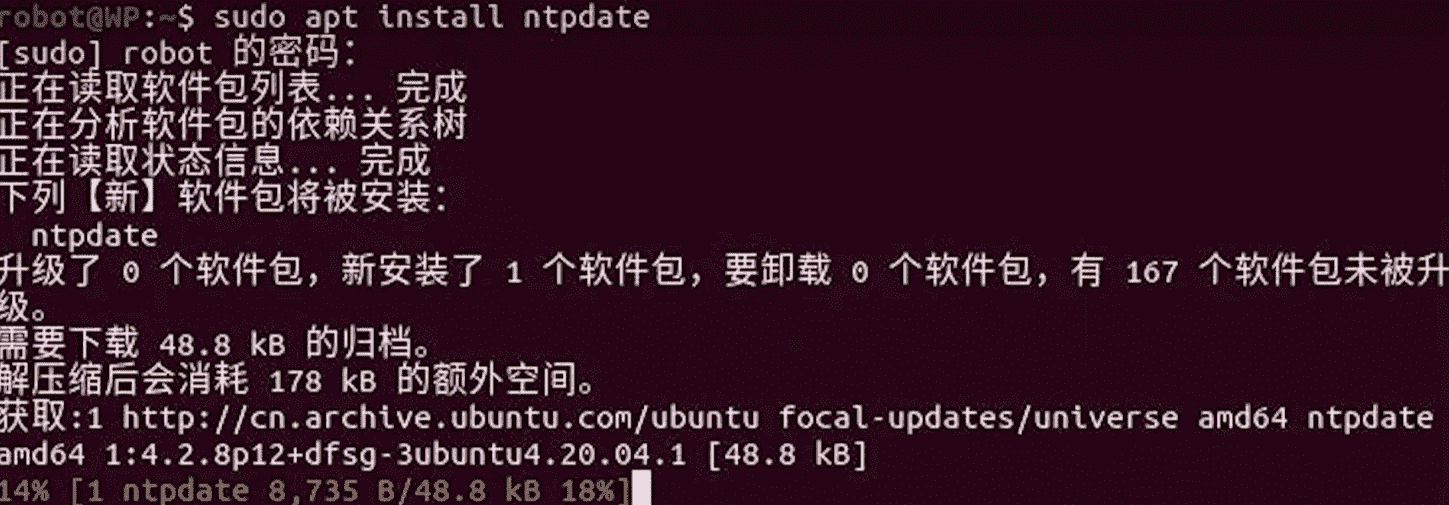 robot@WP:~$ sudo apt install ntpdate
[sudo] robot 的密码：
正在读取软件包列表... 完成
正在分析软件包的依赖关系树
正在读取状态信息... 完成
下列【新】软件包将被安装：
ntpdate
升级了 0 个软件包，新安装了 1 个软件包，要卸载 0 个软件包，有 167 个软件包未被升
级。
需要下载 48.8 kB 的归档。
解压缩后会消耗 178 kB 的额外空间。
获取:1 http://cn.archive.ubuntu.com/ubuntu focal-updates/universe amd64 ntpdate
amd64 1:4.2.8p12+dfsg-3ubuntu4.20.04.1 [48.8 kB]
14% [1 ntpdate 8,735 B/48.8 kB 18%]